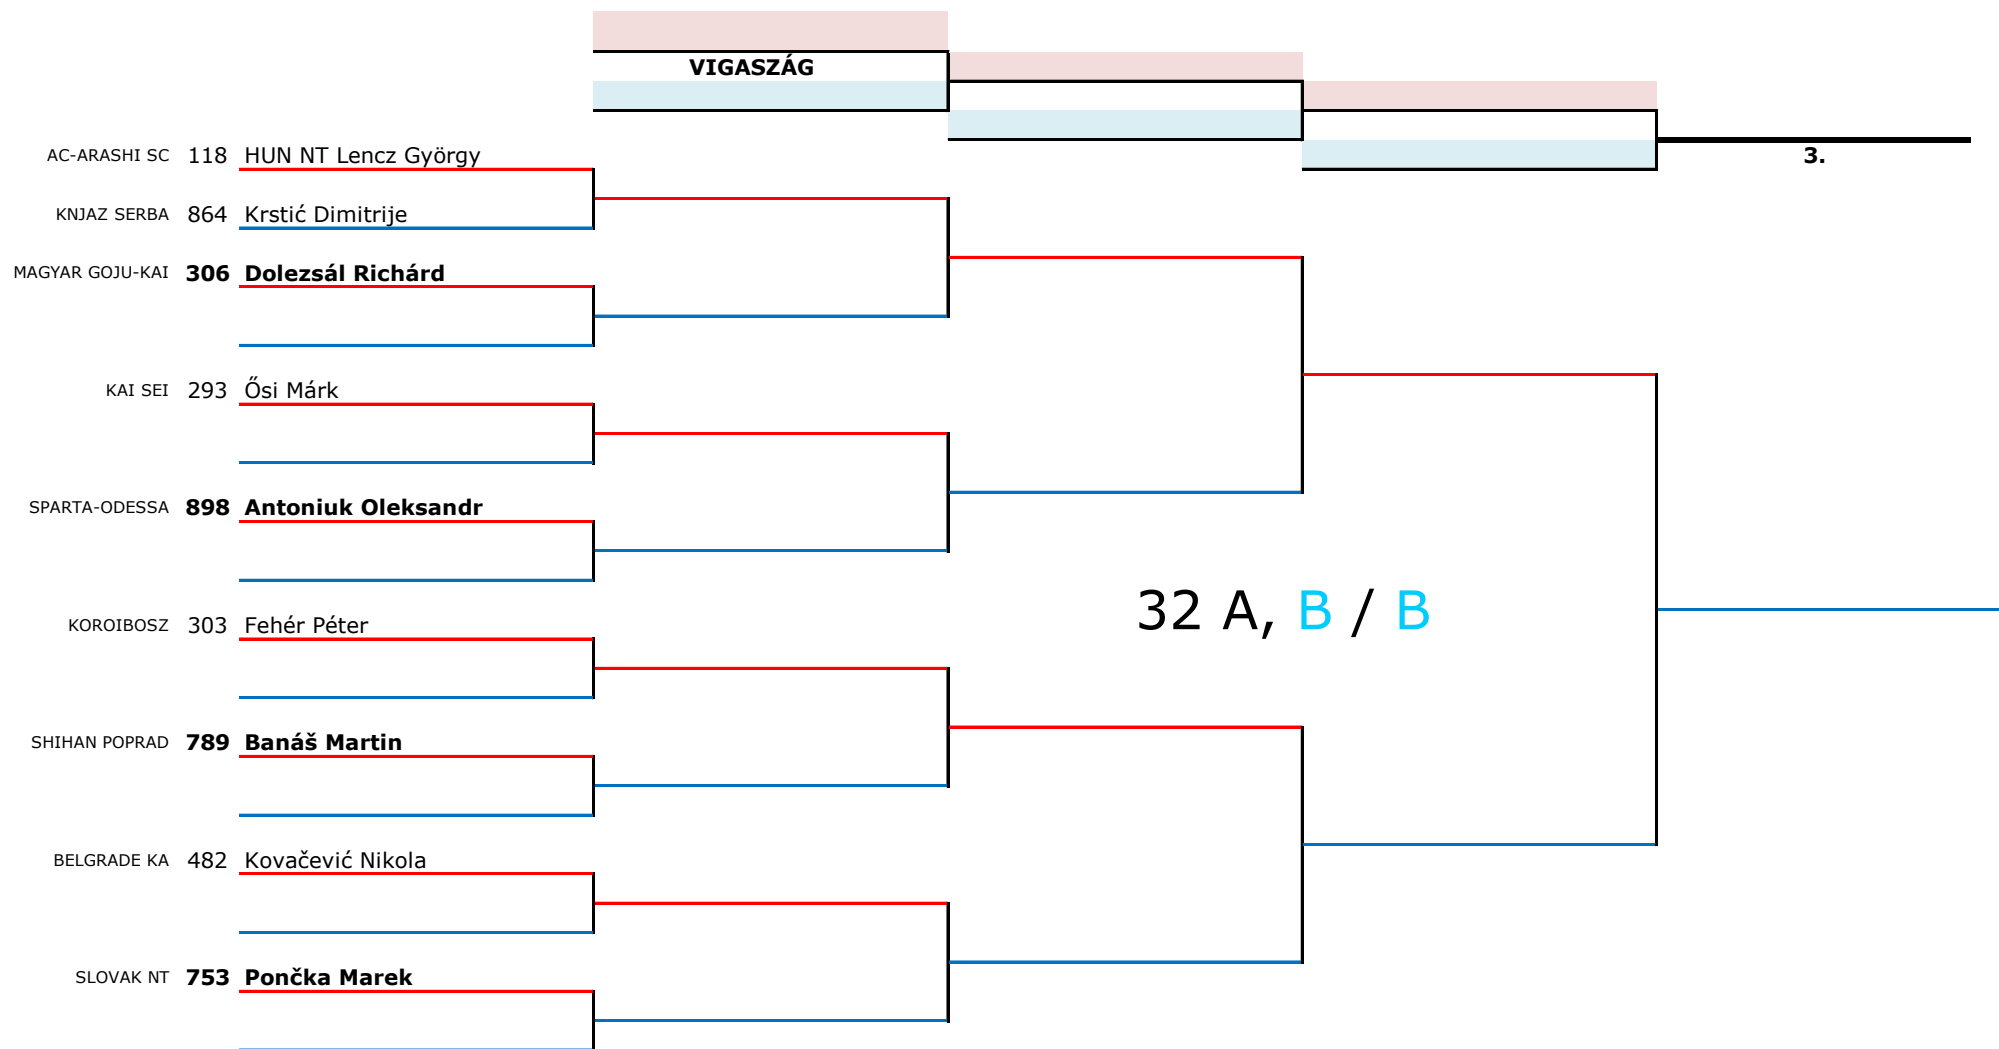 VIGASZÁG
3.
AC-ARASHI SC 118 HUN NT Lencz György
KNJAZ SERBA 864 Krstić Dimitrije
MAGYAR GOJU-KAI 306 Dolezsál Richárd
KAI SEI 293 Ősi Márk
SPARTA-ODESSA 898 Antoniuk Oleksandr
32 A, B / B
KOROIBOSZ 303 Fehér Péter
SHIHAN POPRAD 789 Banáš Martin
BELGRADE KA 482 Kovačević Nikola
SLOVAK NT 753 Pončka Marek